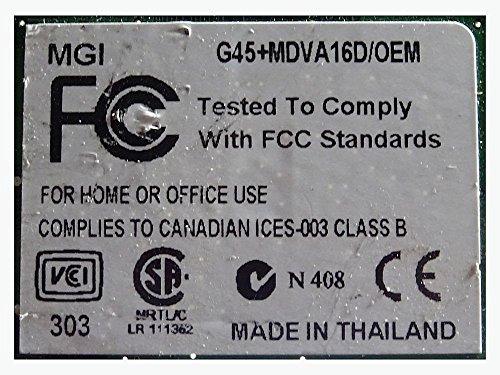 MGI G45+MDVA16D/OEM
FC Tested To Comply
With FCC Standards
FOR HOME OR OFFICE USE
COMPLIES TO CANADIAN ICES-003 CLASS B
VCI SA N 408 CE
303 NRTL/C MADE IN THAILAND
LR 111362